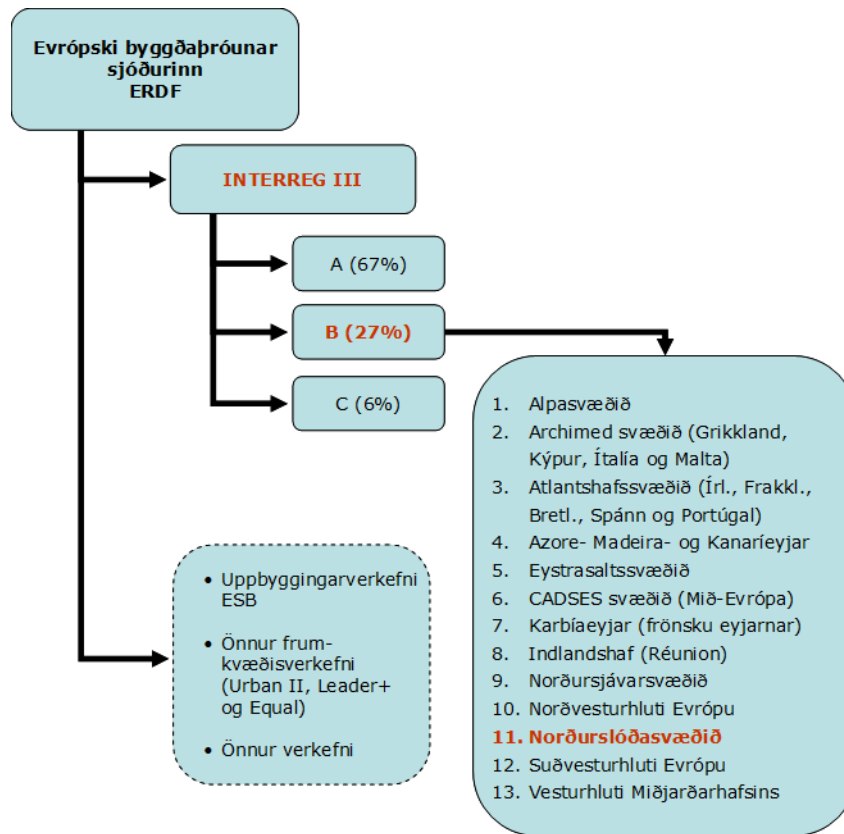 Evrópski byggðaþróunar
sjóðurinn
ERDF
INTERREG III
A (67%)
B (27%)
C (6%)
1. Alpasvæðið
2. Archimed svæðið (Grikkland,
Kýpur, Ítalía og Malta)
3. Atlantshafssvæðið (Írl., Frakkl.,
Bretl., Spánn og Portúgal)
4. Azore- Madeira- og Kanaríeyjar
5. Eystrasaltssvæðið
6. CADSES svæðið (Mið-Evrópa)
7. Karbíaeyjar (frönsku eyjarnar)
8. Indlandshaf (Réunion)
9. Norðursjávarsvæðið
10. Norðvesturhluti Evrópu
11. Norðurslóðasvæðið
12. Suðvesturhluti Evrópu
13. Vesturhluti Miðjarðarhafsins
• Uppbyggingarverkefni
ESB
• Önnur frum-
kvæðisverkefni
(Urban II, Leader+
og Equal)
• Önnur verkefni